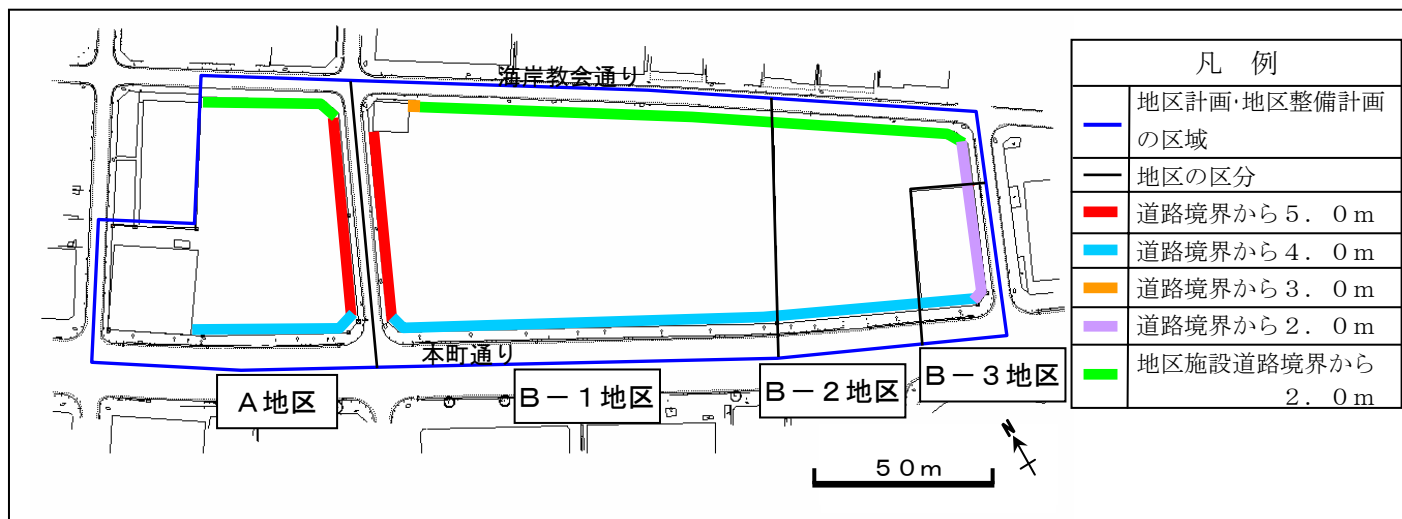 海岸教会通り
本町通り
A地区
B－1地区
B－2地区
B－3地区
N
50m
凡 例
地区計画･地区整備計画
の区域
地区の区分
道路境界から5．0m
道路境界から4．0m
道路境界から3．0m
道路境界から2．0m
地区施設道路境界から
2．0m